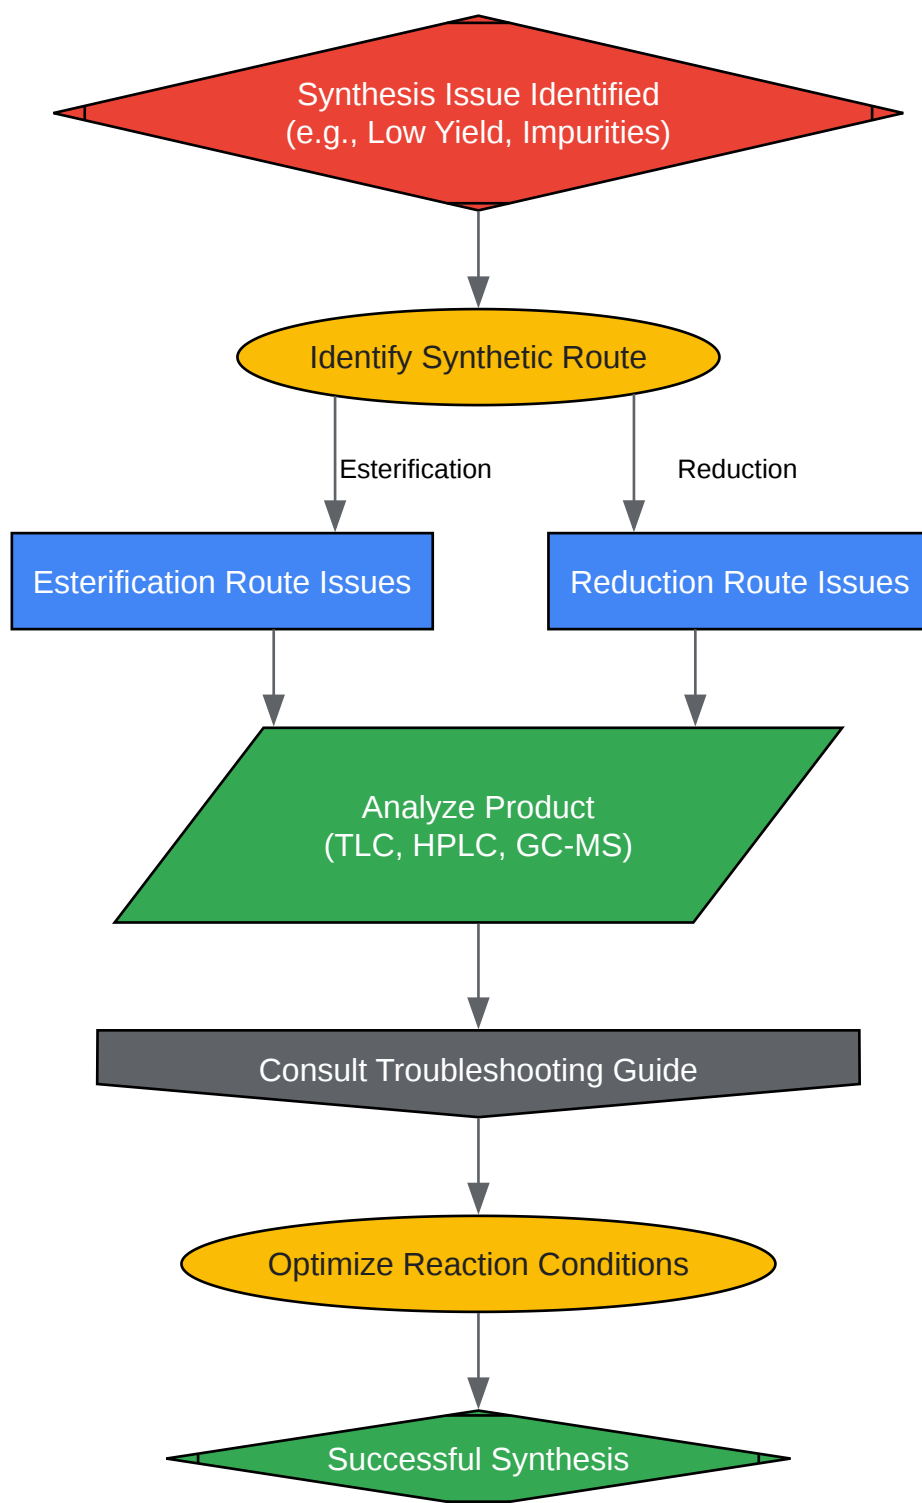 Synthesis Issue Identified
(e.g., Low Yield, Impurities)
Identify Synthetic Route
Esterification
Reduction
Esterification Route Issues
Reduction Route Issues
Analyze Product
(TLC, HPLC, GC-MS)
Consult Troubleshooting Guide
Optimize Reaction Conditions
Successful Synthesis